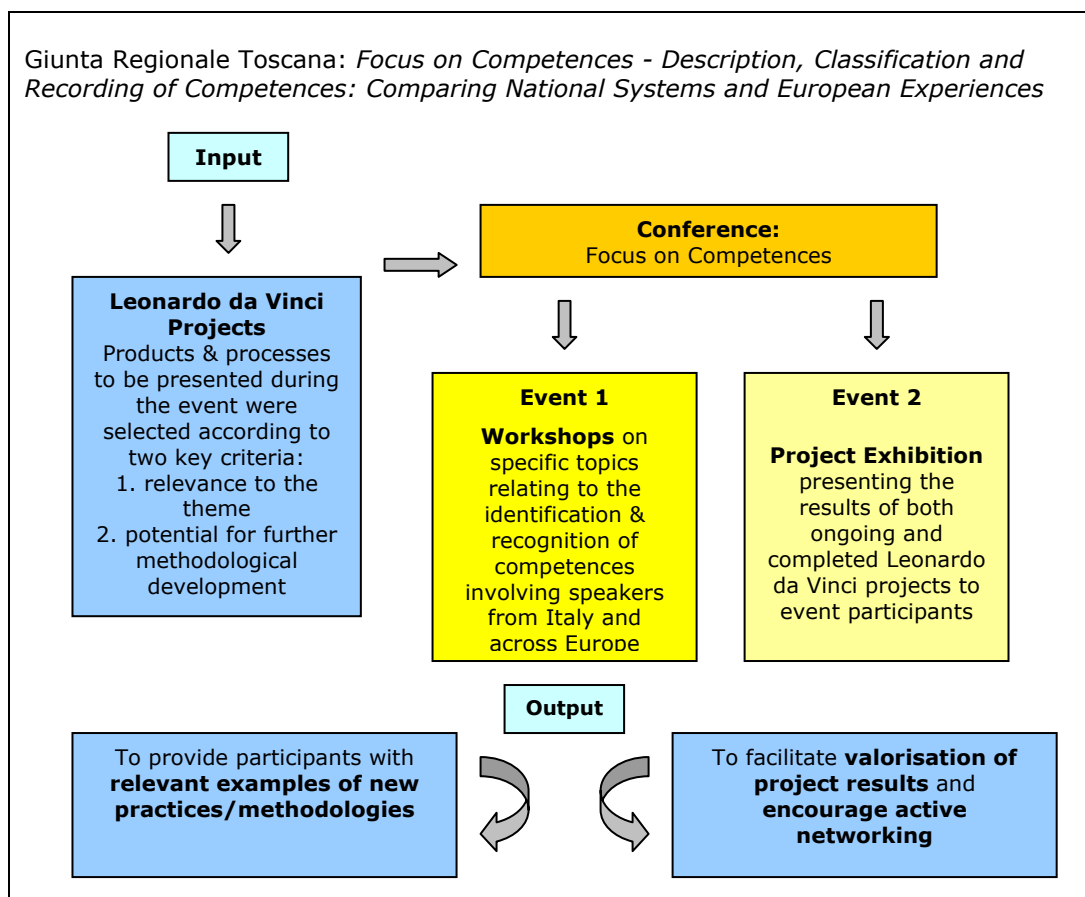 Giunta Regionale Toscana: Focus on Competences - Description, Classification and
Recording of Competences: Comparing National Systems and European Experiences
Input
Conference:
Focus on Competences
Leonardo da Vinci
Projects
Products & processes
to be presented during
the event were
selected according to
two key criteria:
1. relevance to the
theme
2. potential for further
methodological
development
Event 1
Workshops on
specific topics
relating to the
identification &
recognition of
competences
involving speakers
from Italy and
across Europe
Event 2
Project Exhibition
presenting the
results of both
ongoing and
completed Leonardo
da Vinci projects to
event participants
Output
To provide participants with
relevant examples of new
practices/methodologies
To facilitate valorisation of
project results and
encourage active
networking